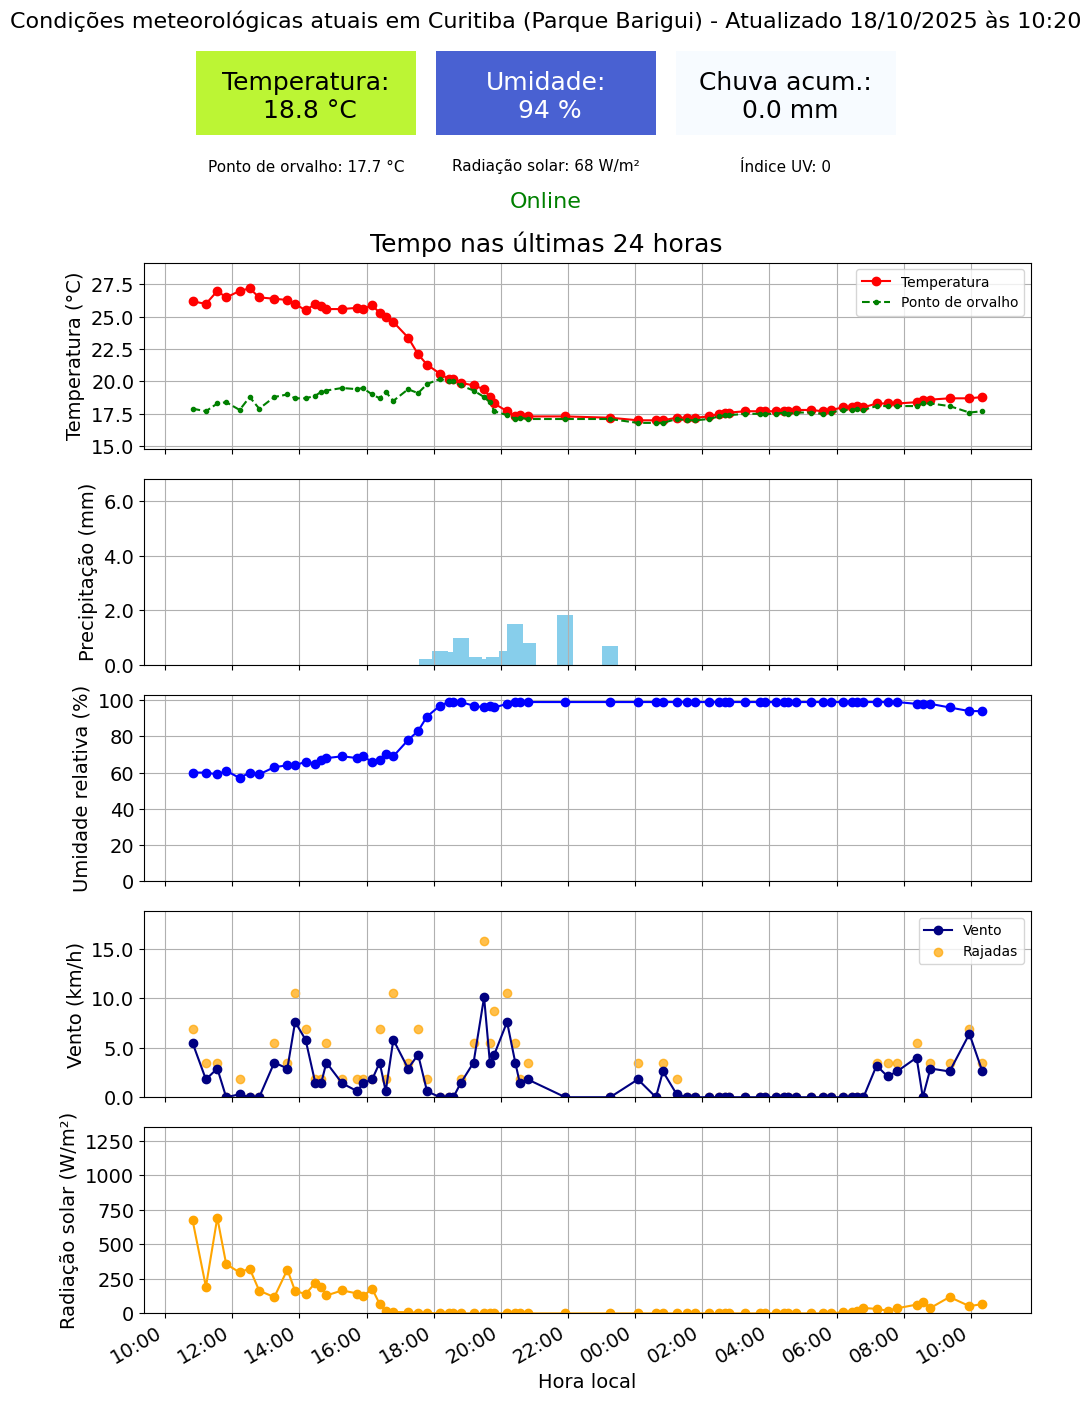 Condições meteorológicas atuais em Curitiba (Parque Barigui) - Atualizado 18/10/2025 às 10:20
Temperatura:
18.8 °C
Umidade:
94 %
Chuva acum.:
0.0 mm
Ponto de orvalho: 17.7 °C
Radiação solar: 68 W/m²
Índice UV: 0
Online
Tempo nas últimas 24 horas
Temperatura (°C)
27.5
25.0
22.5
20.0
17.5
15.0
Temperatura
Ponto de orvalho
Precipitação (mm)
6.0
4.0
2.0
0.0
Umidade relativa (%)
100
80
60
40
20
0
Vento (km/h)
15.0
10.0
5.0
0.0
Vento
Rajadas
Radiação solar (W/m²)
1250
1000
750
500
250
0
10:00
12:00
14:00
16:00
18:00
20:00
22:00
00:00
02:00
04:00
06:00
08:00
10:00
Hora local